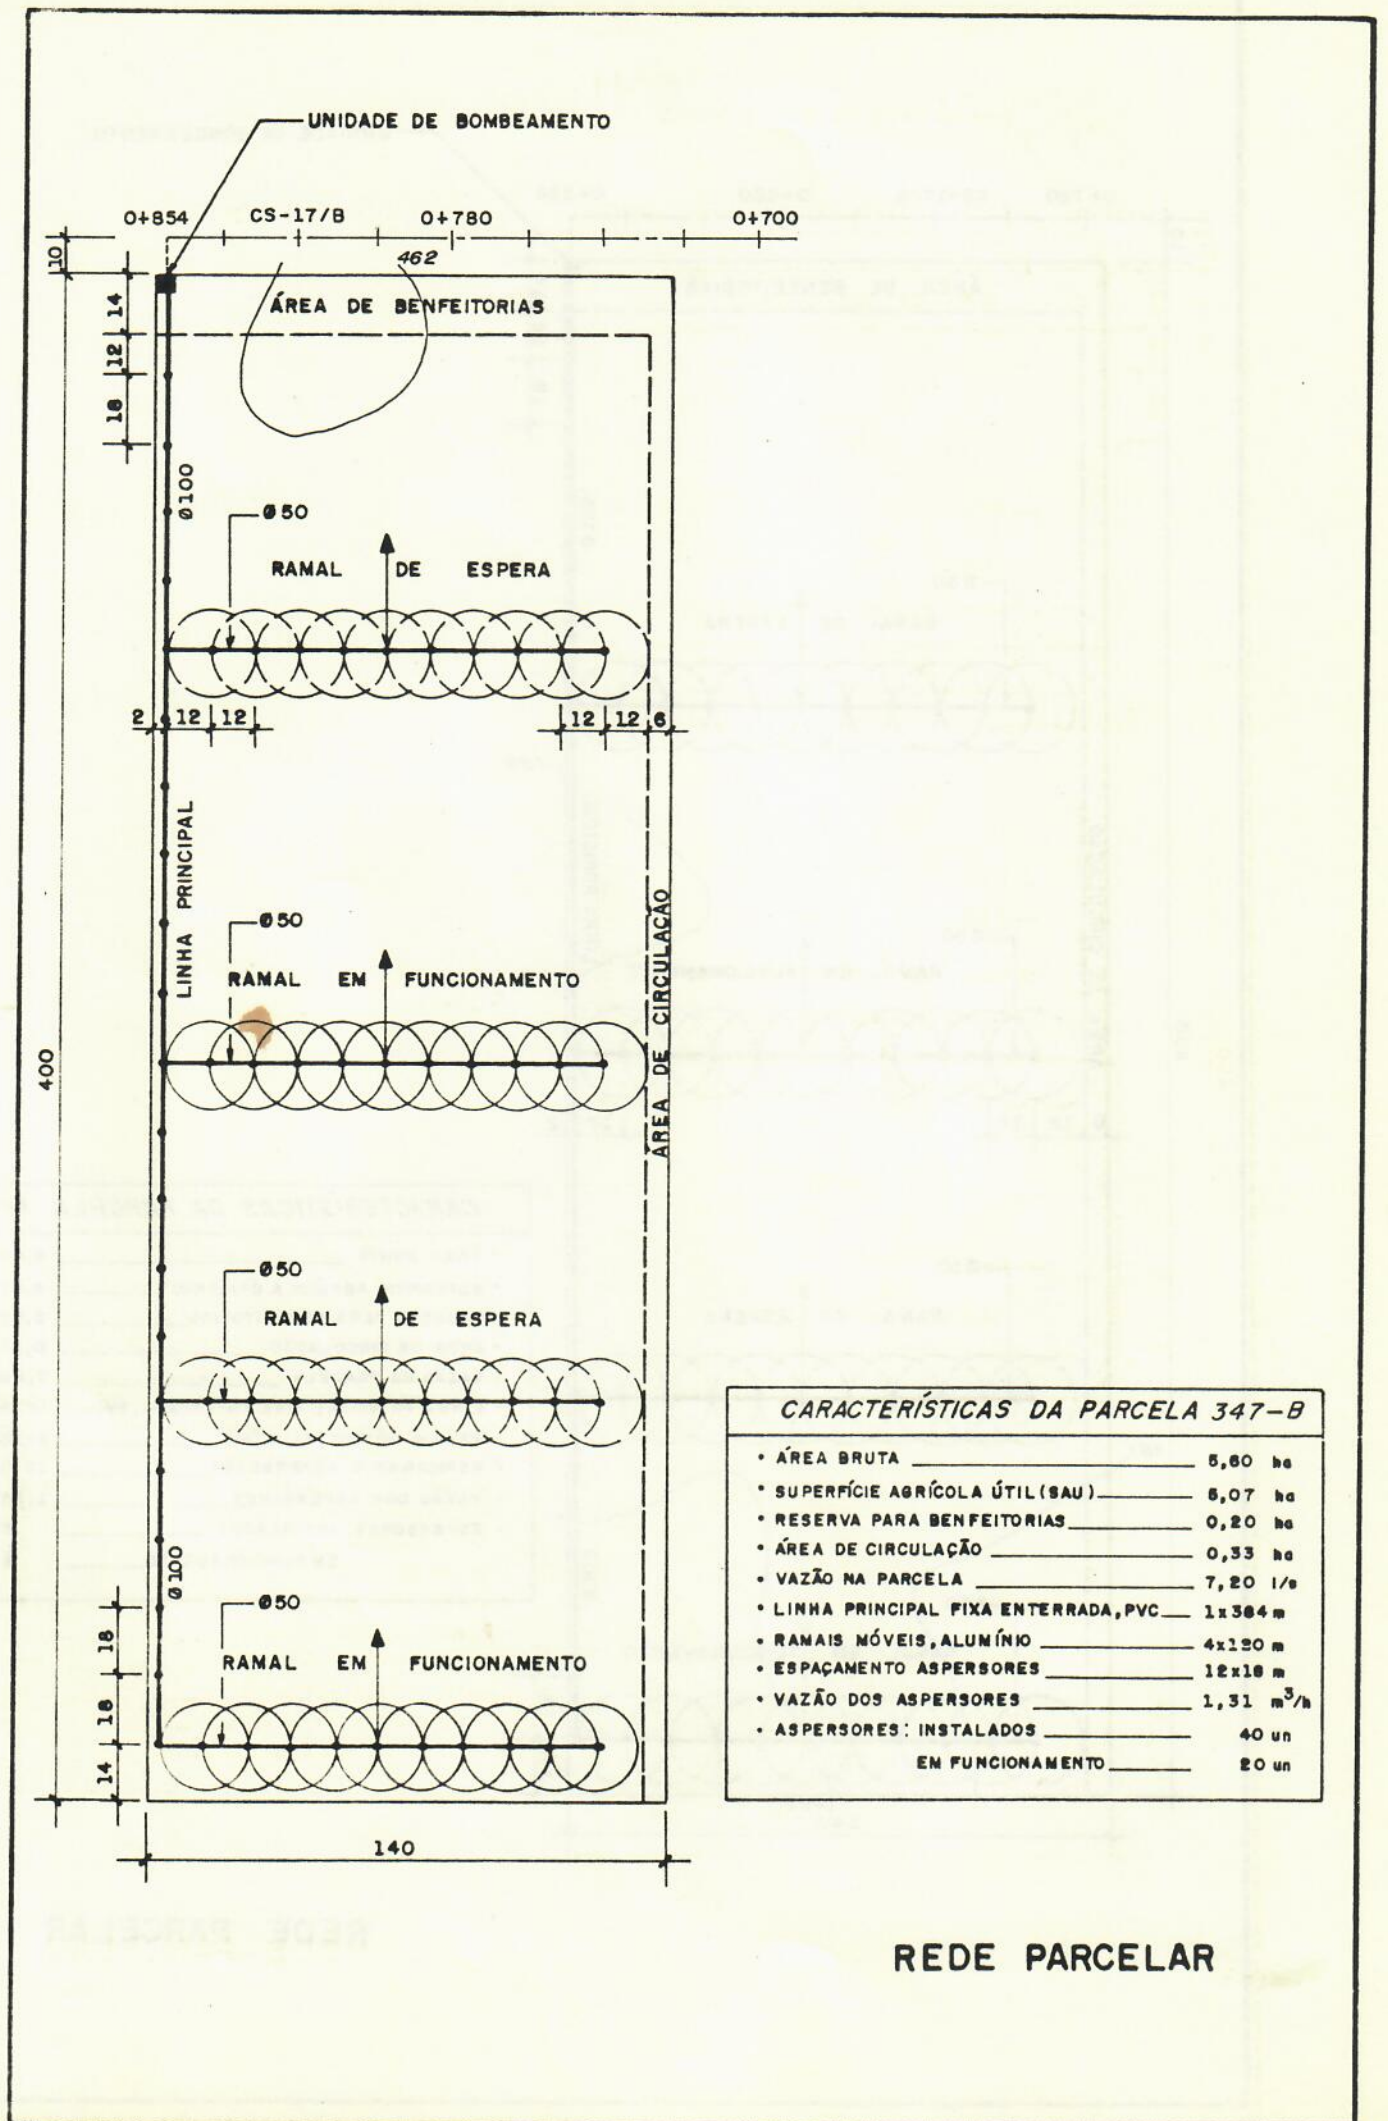 UNIDADE DE BOMBEAMENTO
0+854 CS-17/B 0+780 0+700
10
462
14
ÁREA DE BENFEITORIAS
12
18
Ø100
Ø50
RAMAL DE ESPERA
2 12 12 12 12 6
LINHA PRINCIPAL
Ø50
RAMAL EM FUNCIONAMENTO
ÁREA DE CIRCULAÇÃO
400
Ø50
RAMAL DE ESPERA
Ø100
Ø50
18
RAMAL EM FUNCIONAMENTO
18
14
140
CARACTERÍSTICAS DA PARCELA 347-B
• ÁREA BRUTA 5,60 ha
• SUPERFÍCIE AGRÍCOLA ÚTIL (SAU) 5,07 ha
• RESERVA PARA BENFEITORIAS 0,20 ha
• ÁREA DE CIRCULAÇÃO 0,33 ha
• VAZÃO NA PARCELA 7,20 l/s
• LINHA PRINCIPAL FIXA ENTERRADA, PVC 1x384 m
• RAMAIS MÓVEIS, ALUMÍNIO 4x120 m
• ESPAÇAMENTO ASPERSORES 12x18 m
• VAZÃO DOS ASPERSORES 1,31 m³/h
• ASPERSORES: INSTALADOS 40 un
EM FUNCIONAMENTO 20 un
REDE PARCELAR